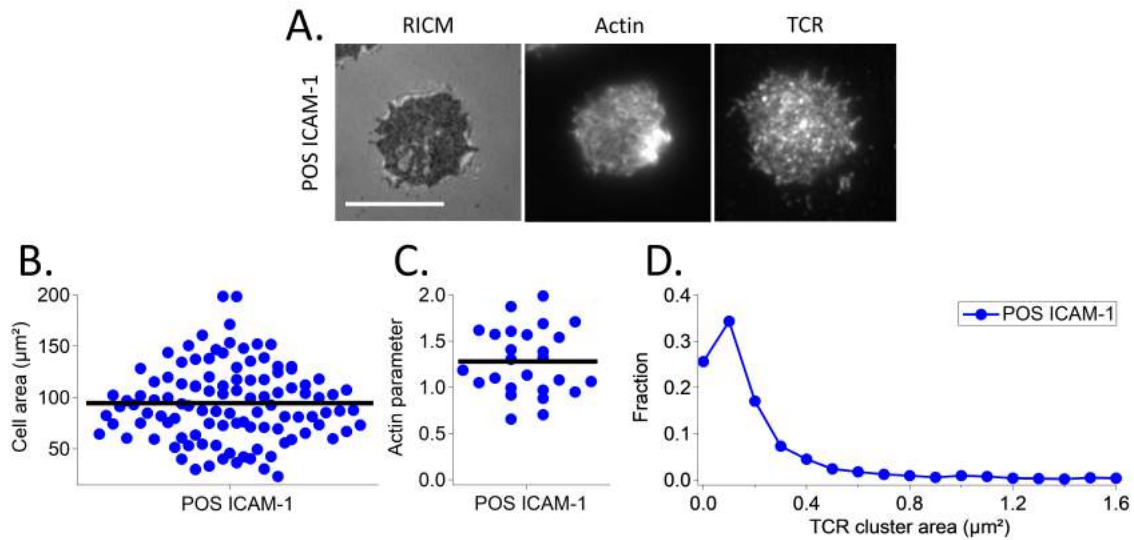 A.
RICM
Actin
TCR
POS ICAM-1
B.
Cell area (µm²)
200
150
100
50
POS ICAM-1
C.
Actin parameter
2.0
1.5
1.0
0.5
0.0
POS ICAM-1
D.
Fraction
0.4
0.3
0.2
0.1
0.0
POS ICAM-1
0.0
0.4
0.8
1.2
1.6
TCR cluster area (µm²)